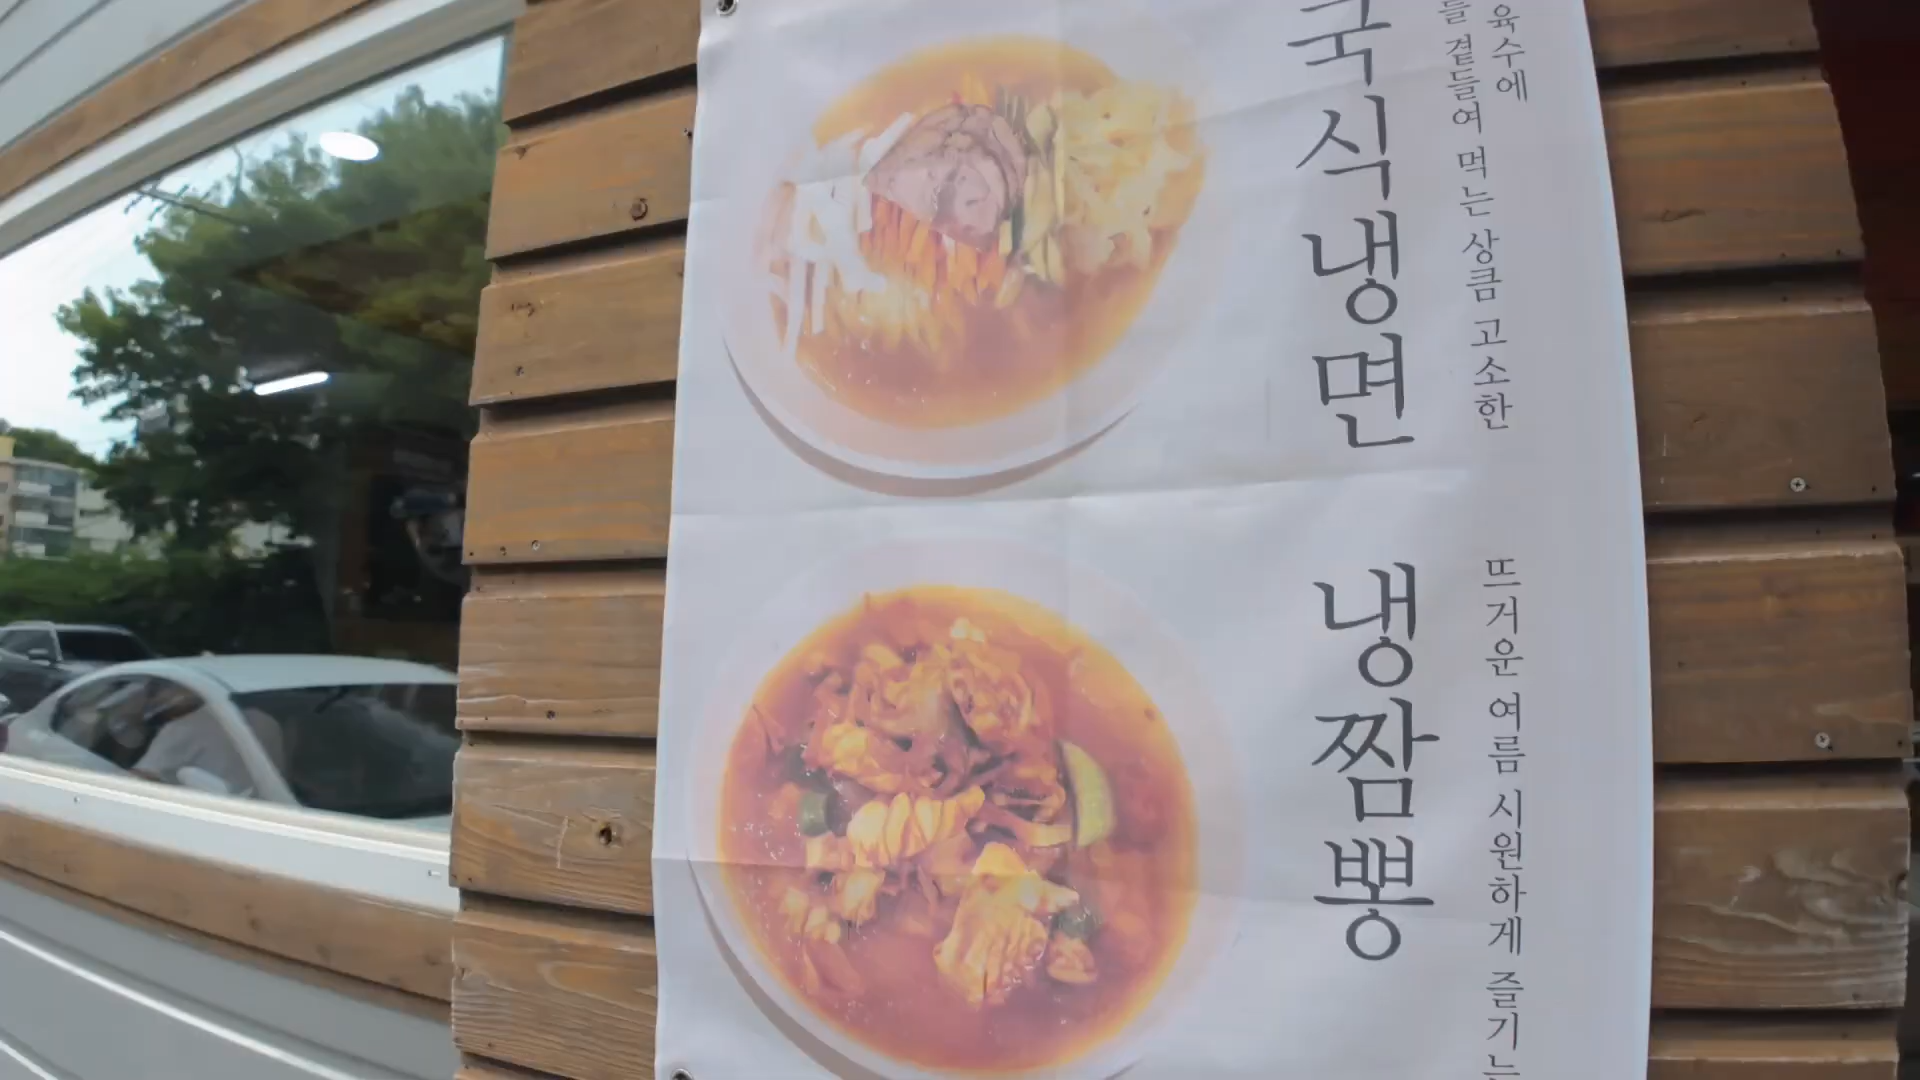 육수에
곁들여 먹는 상큼 고소한
국식냉면
뜨거운 여름 시원하게 즐기는
냉짬뽕